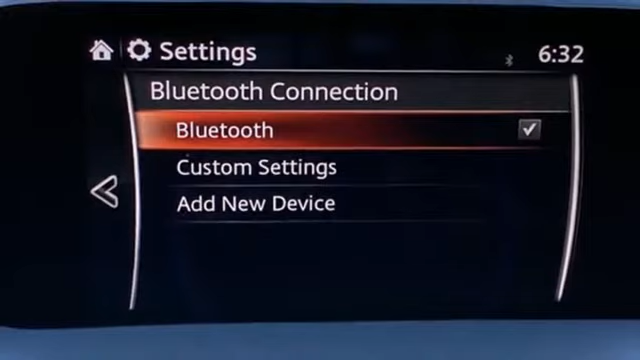 Settings
6:32
Bluetooth Connection
Bluetooth
Custom Settings
Add New Device